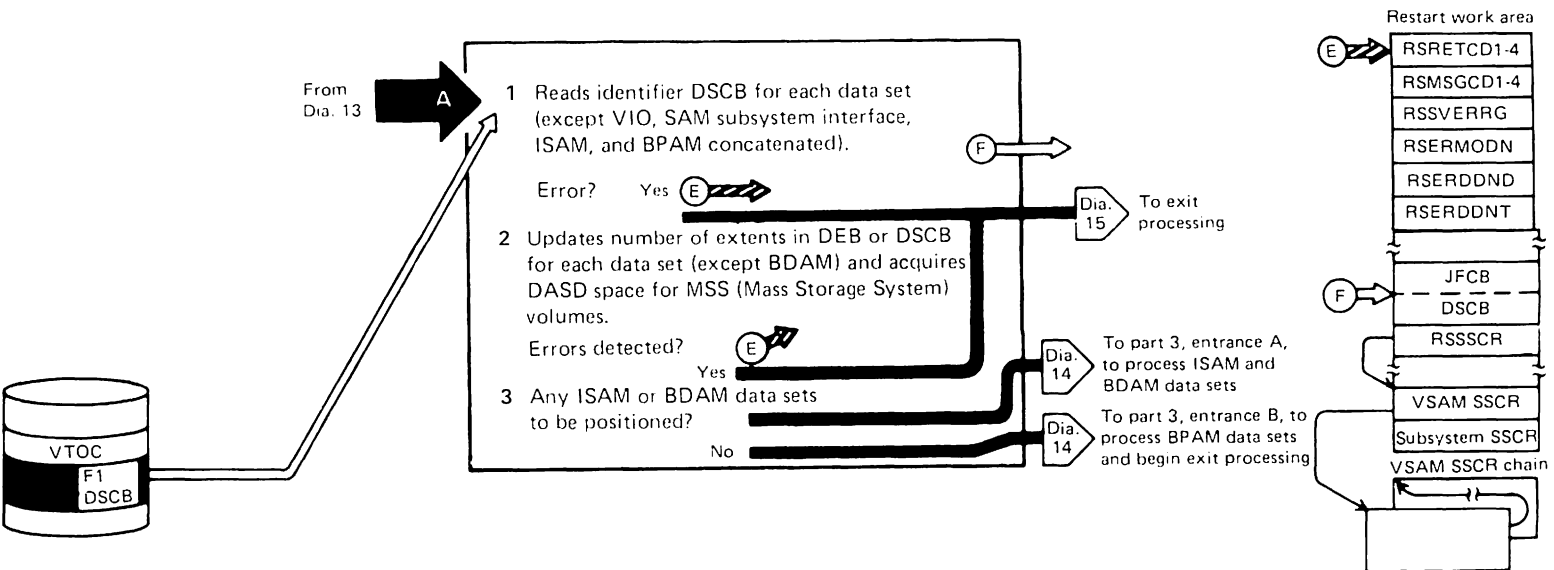 From
Dia. 13
A
1 Reads identifier DSCB for each data set
(except VIO, SAM subsystem interface,
ISAM, and BPAM concatenated).
F
Error? Yes E
Dia.
15
To exit
processing
2 Updates number of extents in DEB or DSCB
for each data set (except BDAM) and acquires
DASD space for MSS (Mass Storage System)
volumes.
Errors detected? E
Yes
Dia.
14
To part 3, entrance A,
to process ISAM and
BDAM data sets
3 Any ISAM or BDAM data sets
to be positioned?
No
Dia.
14
To part 3, entrance B, to
process BPAM data sets
and begin exit processing
VTOC
F1
DSCB
Restart work area
E
RSRETCD1-4
RSMSGCD1-4
RSSVERRG
RSERMODN
RSERDDND
RSERDDNT
JFCB
F
DSCB
RSSSCR
VSAM SSCR
Subsystem SSCR
VSAM SSCR chain